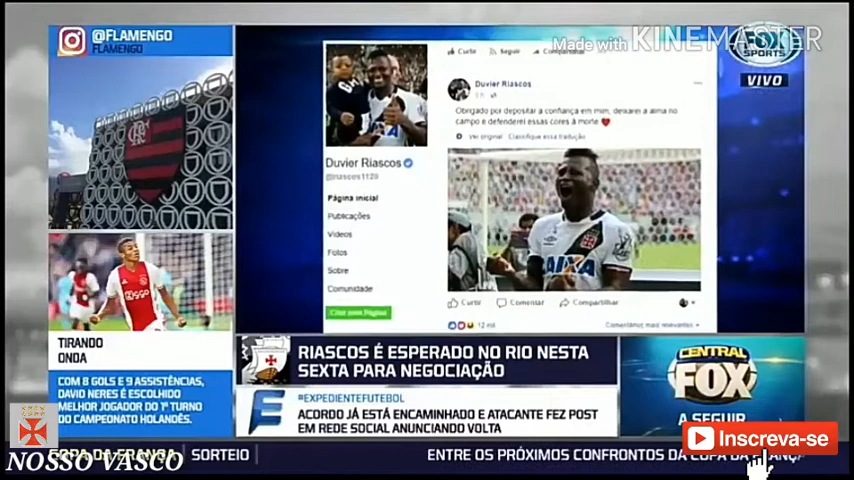 @FLAMENGO
FLAMENGO
Made with KINEMASTER
FOX
SPORTS
VIVO
Curtir Seguir Compartilhar
Duvier Riascos
Obrigado por depositar a confiança em mim, deixarei a alma no
campo e defenderei essas cores à morte
Ver original · Classifique essa tradução
Duvier Riascos
@riascos1129
Página inicial
Publicações
Vídeos
Fotos
Sobre
Comunidade
Criar uma Página
CAIXA
Curtir Comentar Compartilhar
12 mil
Comentários mais relevantes
TIRANDO
ONDA
COM 8 GOLS E 9 ASSISTÊNCIAS,
DAVID NERES É ESCOLHIDO
MELHOR JOGADOR DO 1º TURNO
DO CAMPEONATO HOLANDÊS.
RIASCOS É ESPERADO NO RIO NESTA
SEXTA PARA NEGOCIAÇÃO
#EXPEDIENTEFUTEBOL
ACORDO JÁ ESTÁ ENCAMINHADO E ATACANTE FEZ POST
EM REDE SOCIAL ANUNCIANDO VOLTA
CENTRAL
FOX
A SEGUIR
Inscreva-se
COPA DA FRANÇA SORTEIO ENTRE OS PRÓXIMOS CONFRONTOS DA COPA DA
NOSSO VASCO